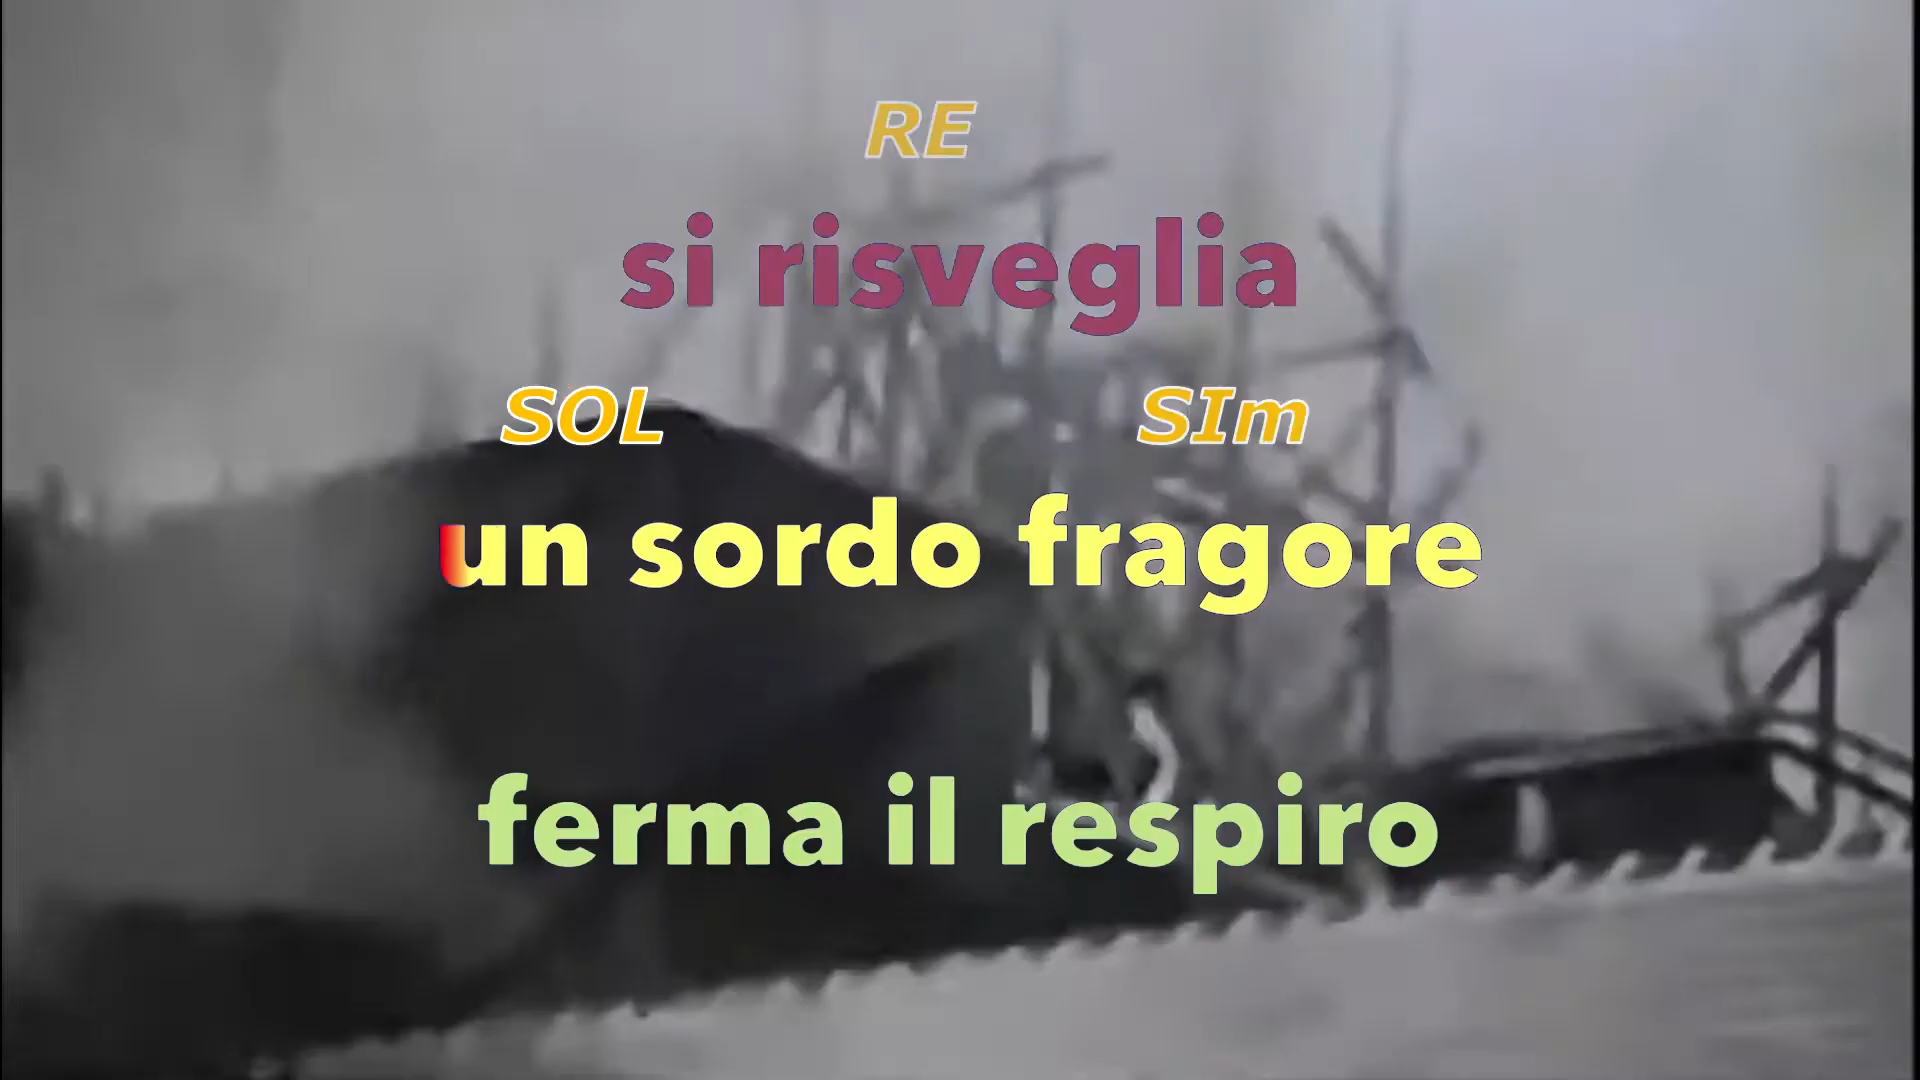 RE
si risveglia
SOL SIm
un sordo fragore
ferma il respiro